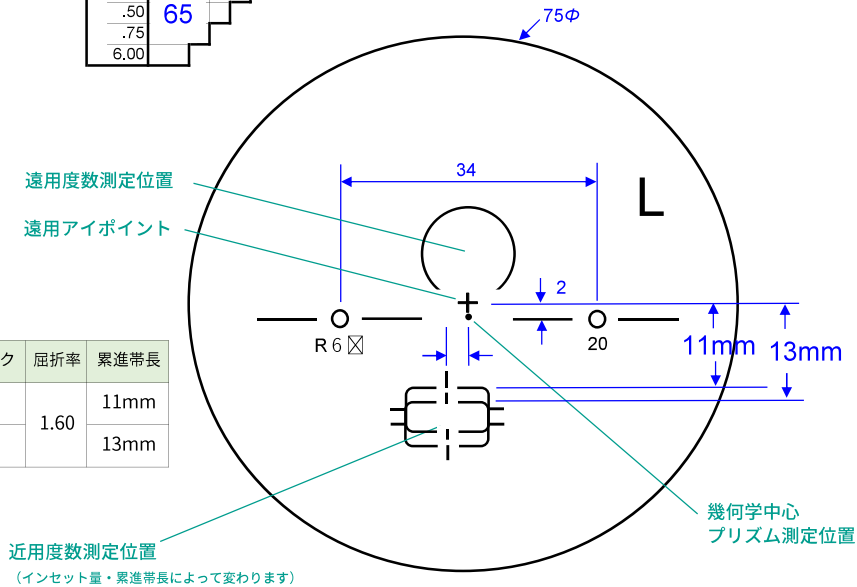 .50
65
.75
6.00
75Φ
34
遠用度数測定位置
L
遠用アイポイント
2
R 6
20
11mm
13mm
ク 屈折率 累進帯長
11mm
1.60
13mm
幾何学中心
プリズム測定位置
近用度数測定位置
(インセット量・累進帯長によって変わります)